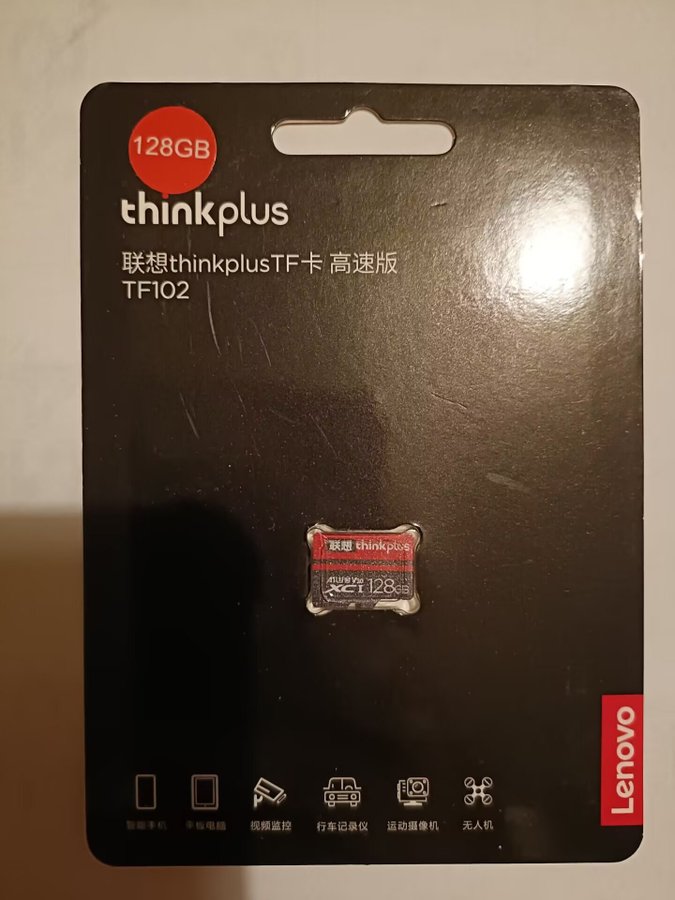 128GB
thinkplus
联想thinkplusTF卡 高速版
TF102
联想 thinkplus
A1 U3 V30
XC I 128GB
Lenovo
智能手机 平板电脑 视频监控 行车记录仪 运动摄像机 无人机